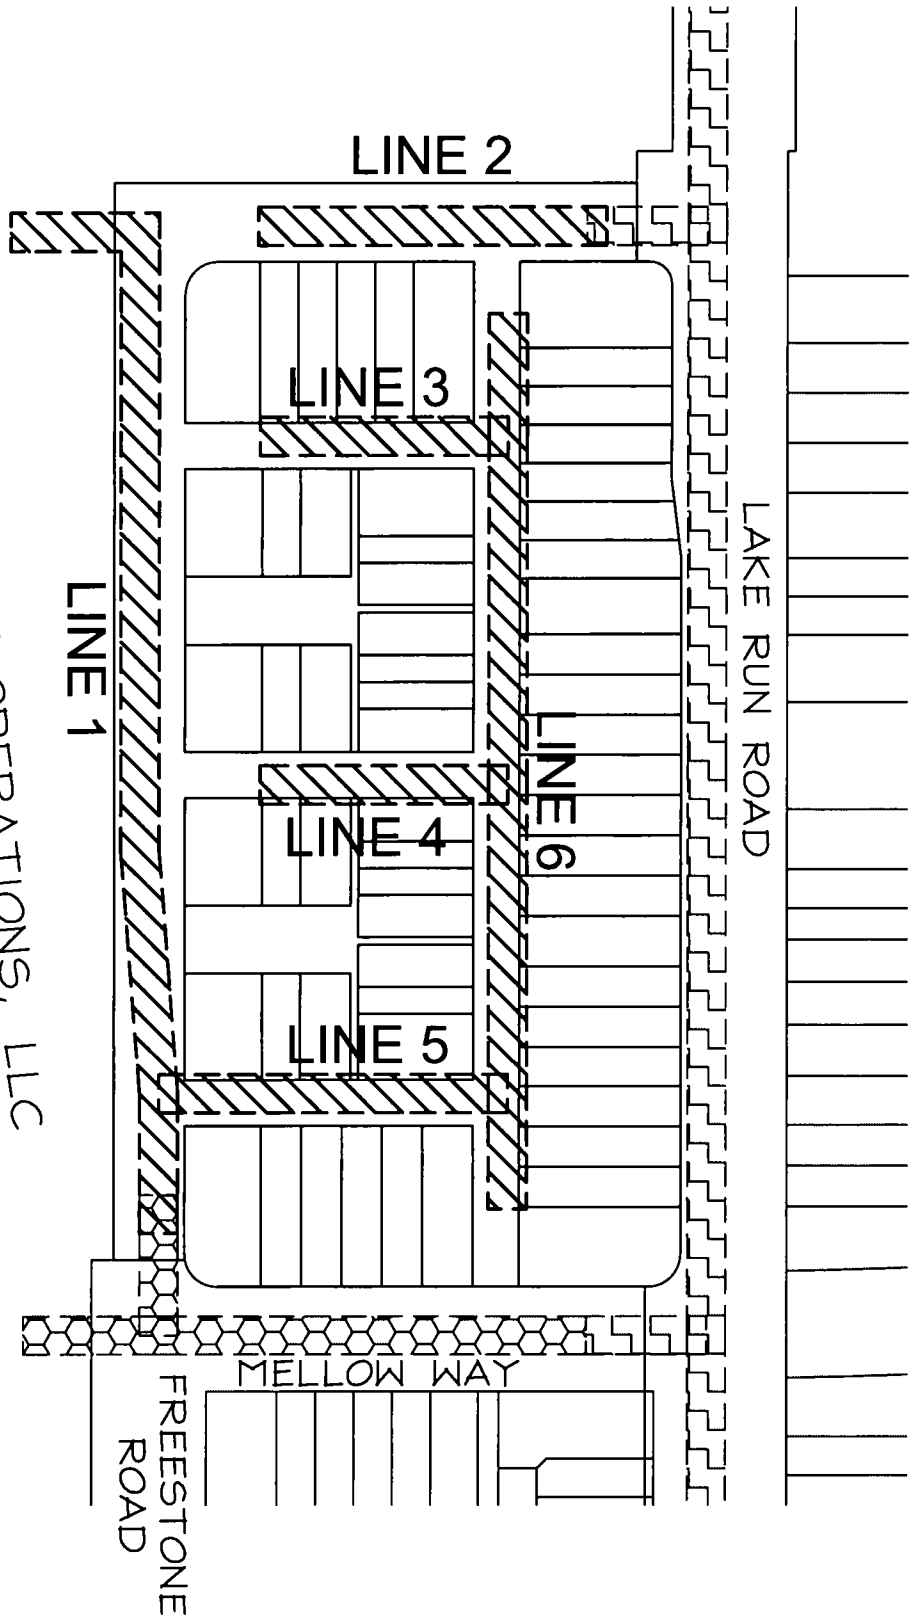 LINE 2
LINE 3
LAKE RUN ROAD
LINE 1
LINE 6
LINE 4
OPERATIONS, LLC
LINE 5
MELLOW WAY
FREESTONE
ROAD